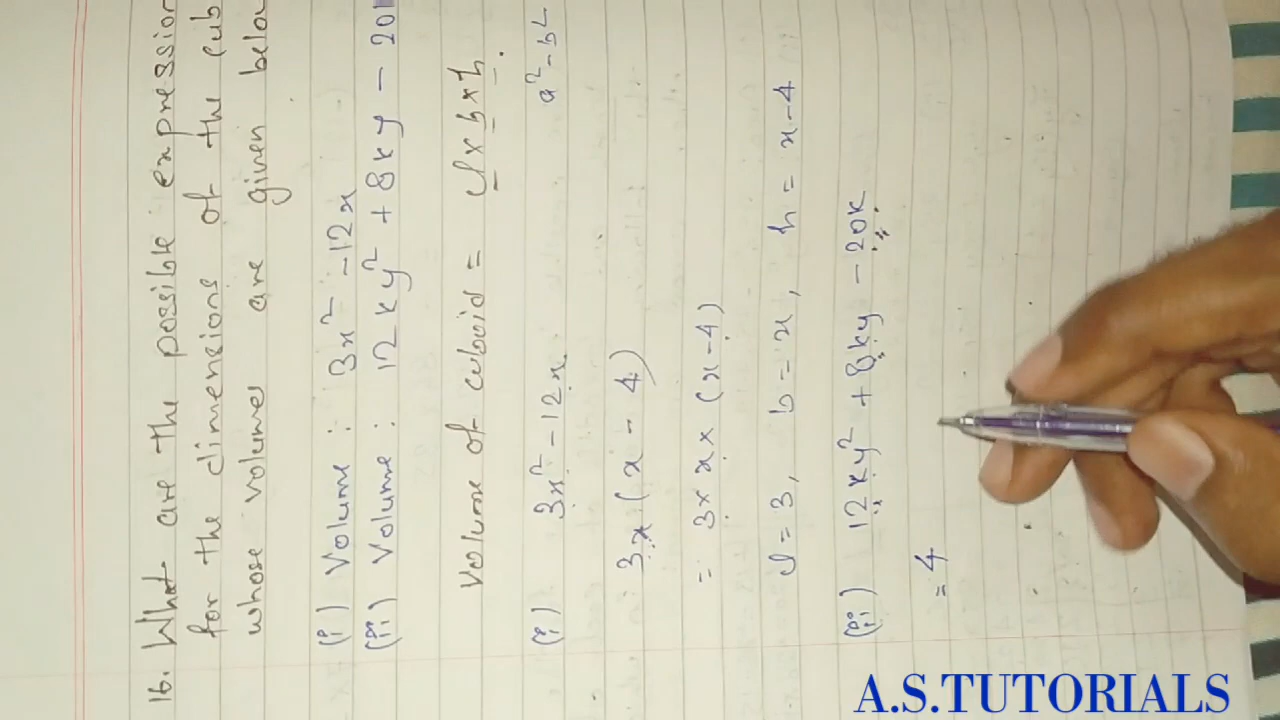 16. What are the possible expression
for the dimensions of the cub
whose volume are given belo
(i) Volume : 3x² - 12x
(ii) Volume : 12ky² + 8ky - 20
Volume of cuboid = l x b x h.
(i) 3x² - 12x a² - b²
3x(x - 4)
= 3 x x x (x - 4)
l = 3, b = x, h = x - 4
(ii) 12ky² + 8ky - 20k
= 4
A.S.TUTORIALS